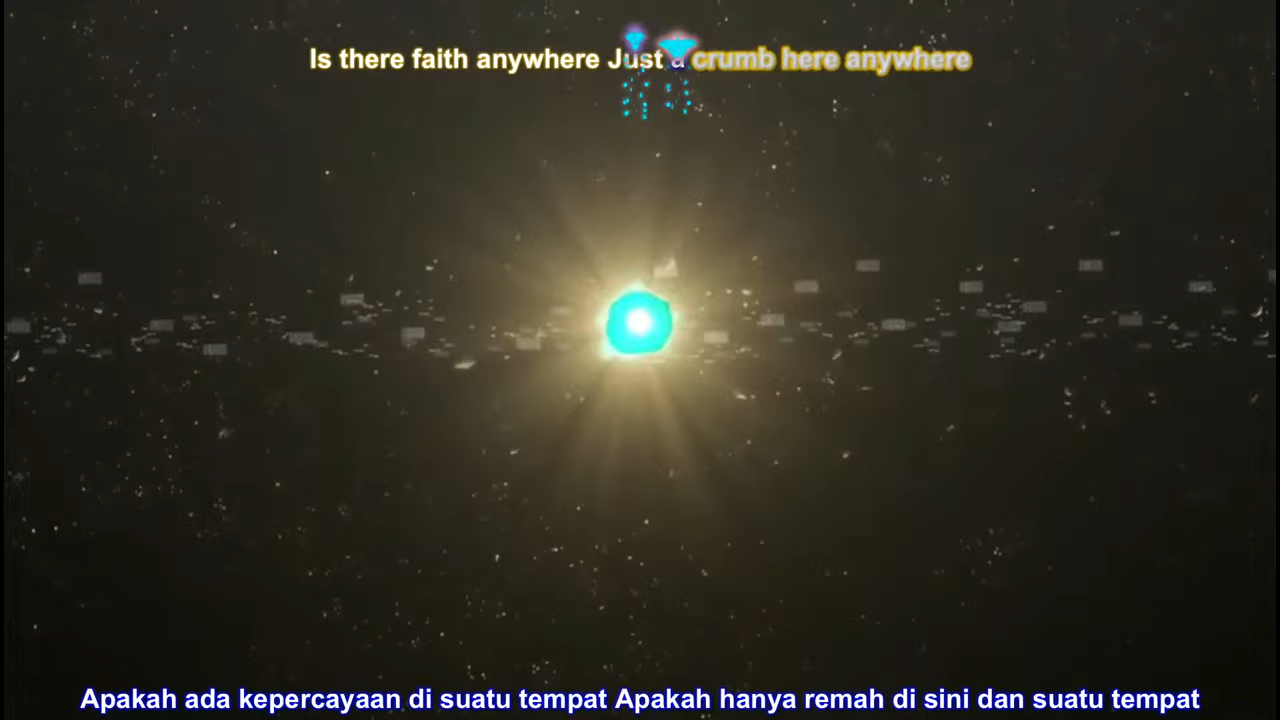 Is there faith anywhere Just a crumb here anywhere
Apakah ada kepercayaan di suatu tempat Apakah hanya remah di sini dan suatu tempat